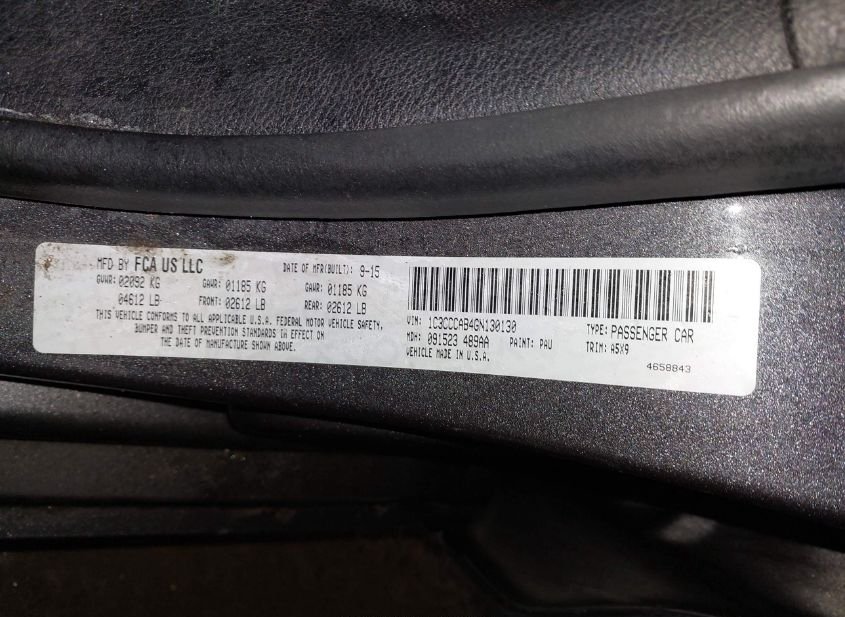 MFD BY FCA US LLC DATE OF MFR(BUILT): 9-15
GVWR: 02092 KG GAWR: 01185 KG GAWR: 01185 KG
04612 LB FRONT: 02612 LB REAR: 02612 LB
THIS VEHICLE CONFORMS TO ALL APPLICABLE U.S.A. FEDERAL MOTOR VEHICLE SAFETY,
BUMPER AND THEFT PREVENTION STANDARDS IN EFFECT ON
THE DATE OF MANUFACTURE SHOWN ABOVE.
VIN: 1C3CCCAB4GN130130 TYPE: PASSENGER CAR
MDH: 091523 489AA PAINT: PAU TRIM: A5X9
VEHICLE MADE IN U.S.A.
4658843